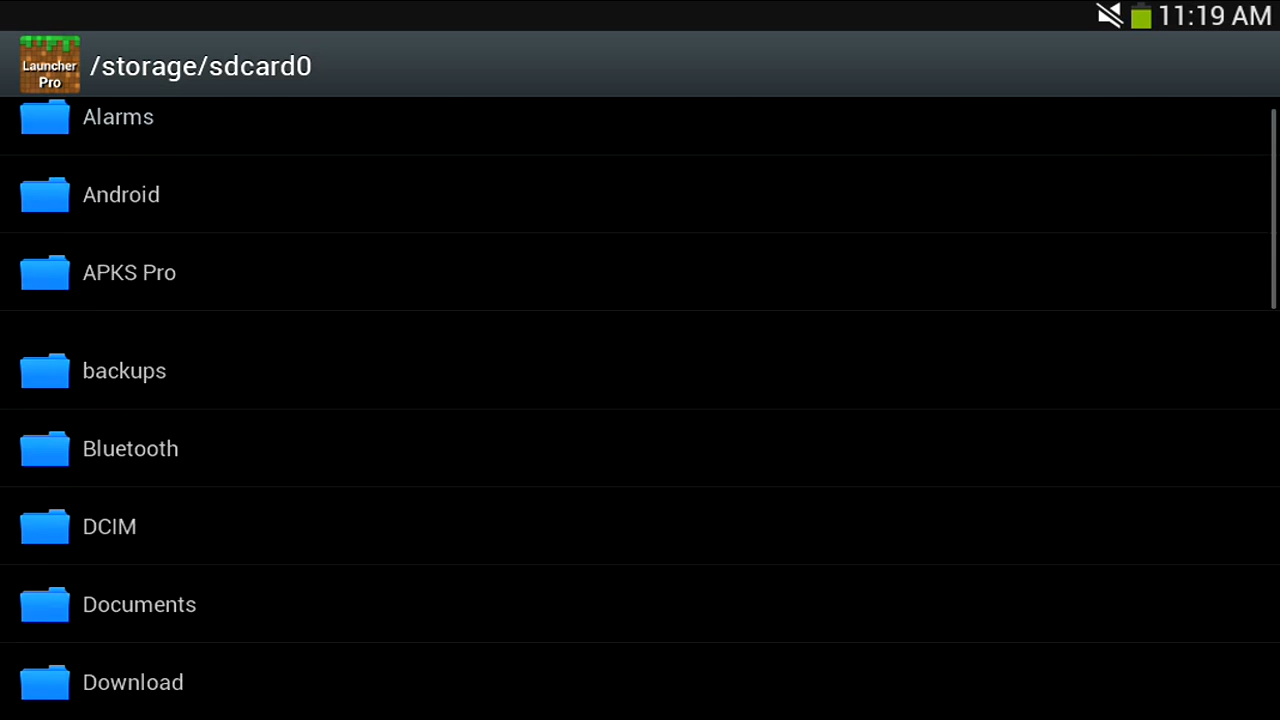 11:19 AM
Launcher
Pro
/storage/sdcard0
Alarms
Android
APKS Pro
backups
Bluetooth
DCIM
Documents
Download